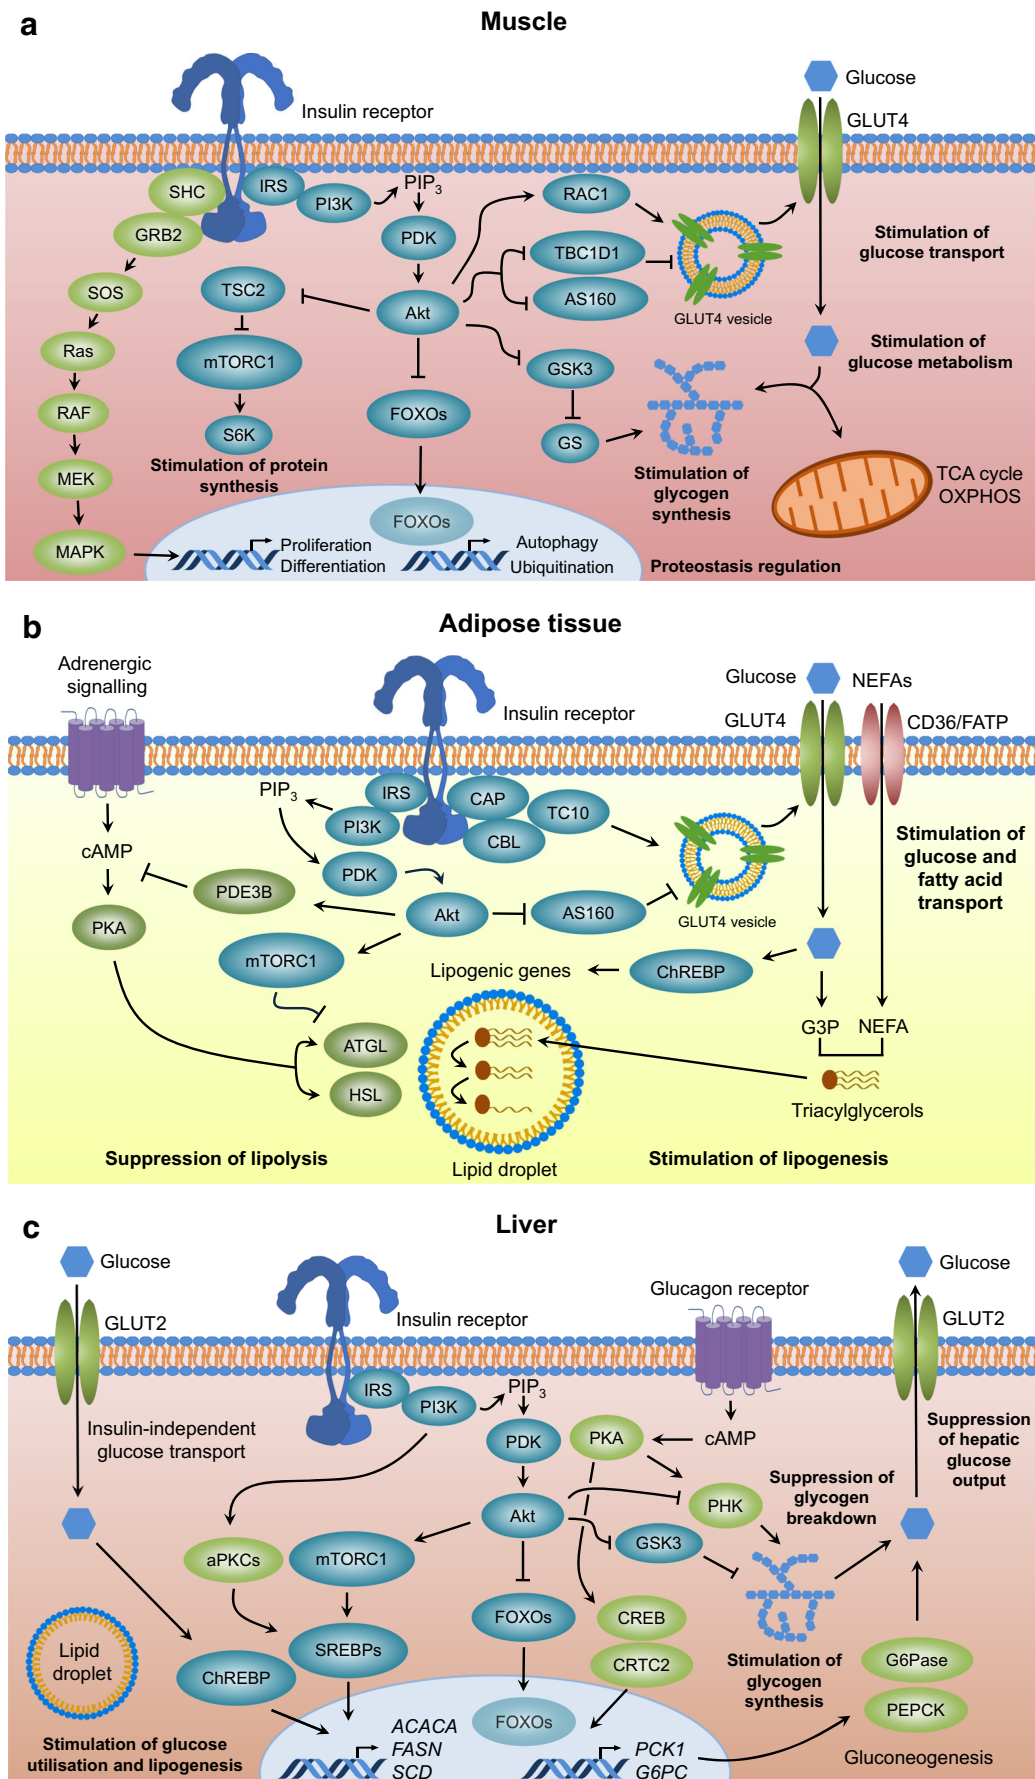 a
Muscle
Insulin receptor
Glucose
GLUT4
SHC
IRS
PI3K
PIP3
RAC1
GRB2
PDK
TBC1D1
Stimulation of
glucose transport
SOS
TSC2
Akt
AS160
GLUT4 vesicle
Ras
mTORC1
GSK3
Stimulation of
glucose metabolism
RAF
FOXOs
S6K
GS
Stimulation of protein
synthesis
MEK
Stimulation of
glycogen
synthesis
TCA cycle
OXPHOS
FOXOs
MAPK
Proliferation
Differentiation
Autophagy
Ubiquitination
Proteostasis regulation
b
Adipose tissue
Adrenergic
signalling
Insulin receptor
Glucose
NEFAs
GLUT4
CD36/FATP
PIP3
IRS
CAP
TC10
PI3K
CBL
cAMP
PDK
Stimulation of
glucose and
fatty acid
transport
PDE3B
Akt
AS160
GLUT4 vesicle
PKA
mTORC1
Lipogenic genes
ChREBP
ATGL
G3P
NEFA
HSL
Triacylglycerols
Suppression of lipolysis
Lipid droplet
Stimulation of lipogenesis
c
Liver
Glucose
Insulin receptor
Glucagon receptor
Glucose
GLUT2
GLUT2
IRS
PI3K
PIP3
Insulin-independent
glucose transport
PDK
PKA
cAMP
Suppression
of hepatic
glucose
output
Suppression of
glycogen
breakdown
Akt
PHK
aPKCs
mTORC1
GSK3
FOXOs
CREB
Lipid
droplet
SREBPs
CRTC2
ChREBP
Stimulation of
glycogen
synthesis
G6Pase
PEPCK
FOXOs
Stimulation of glucose
utilisation and lipogenesis
ACACA
FASN
SCD
PCK1
G6PC
Gluconeogenesis